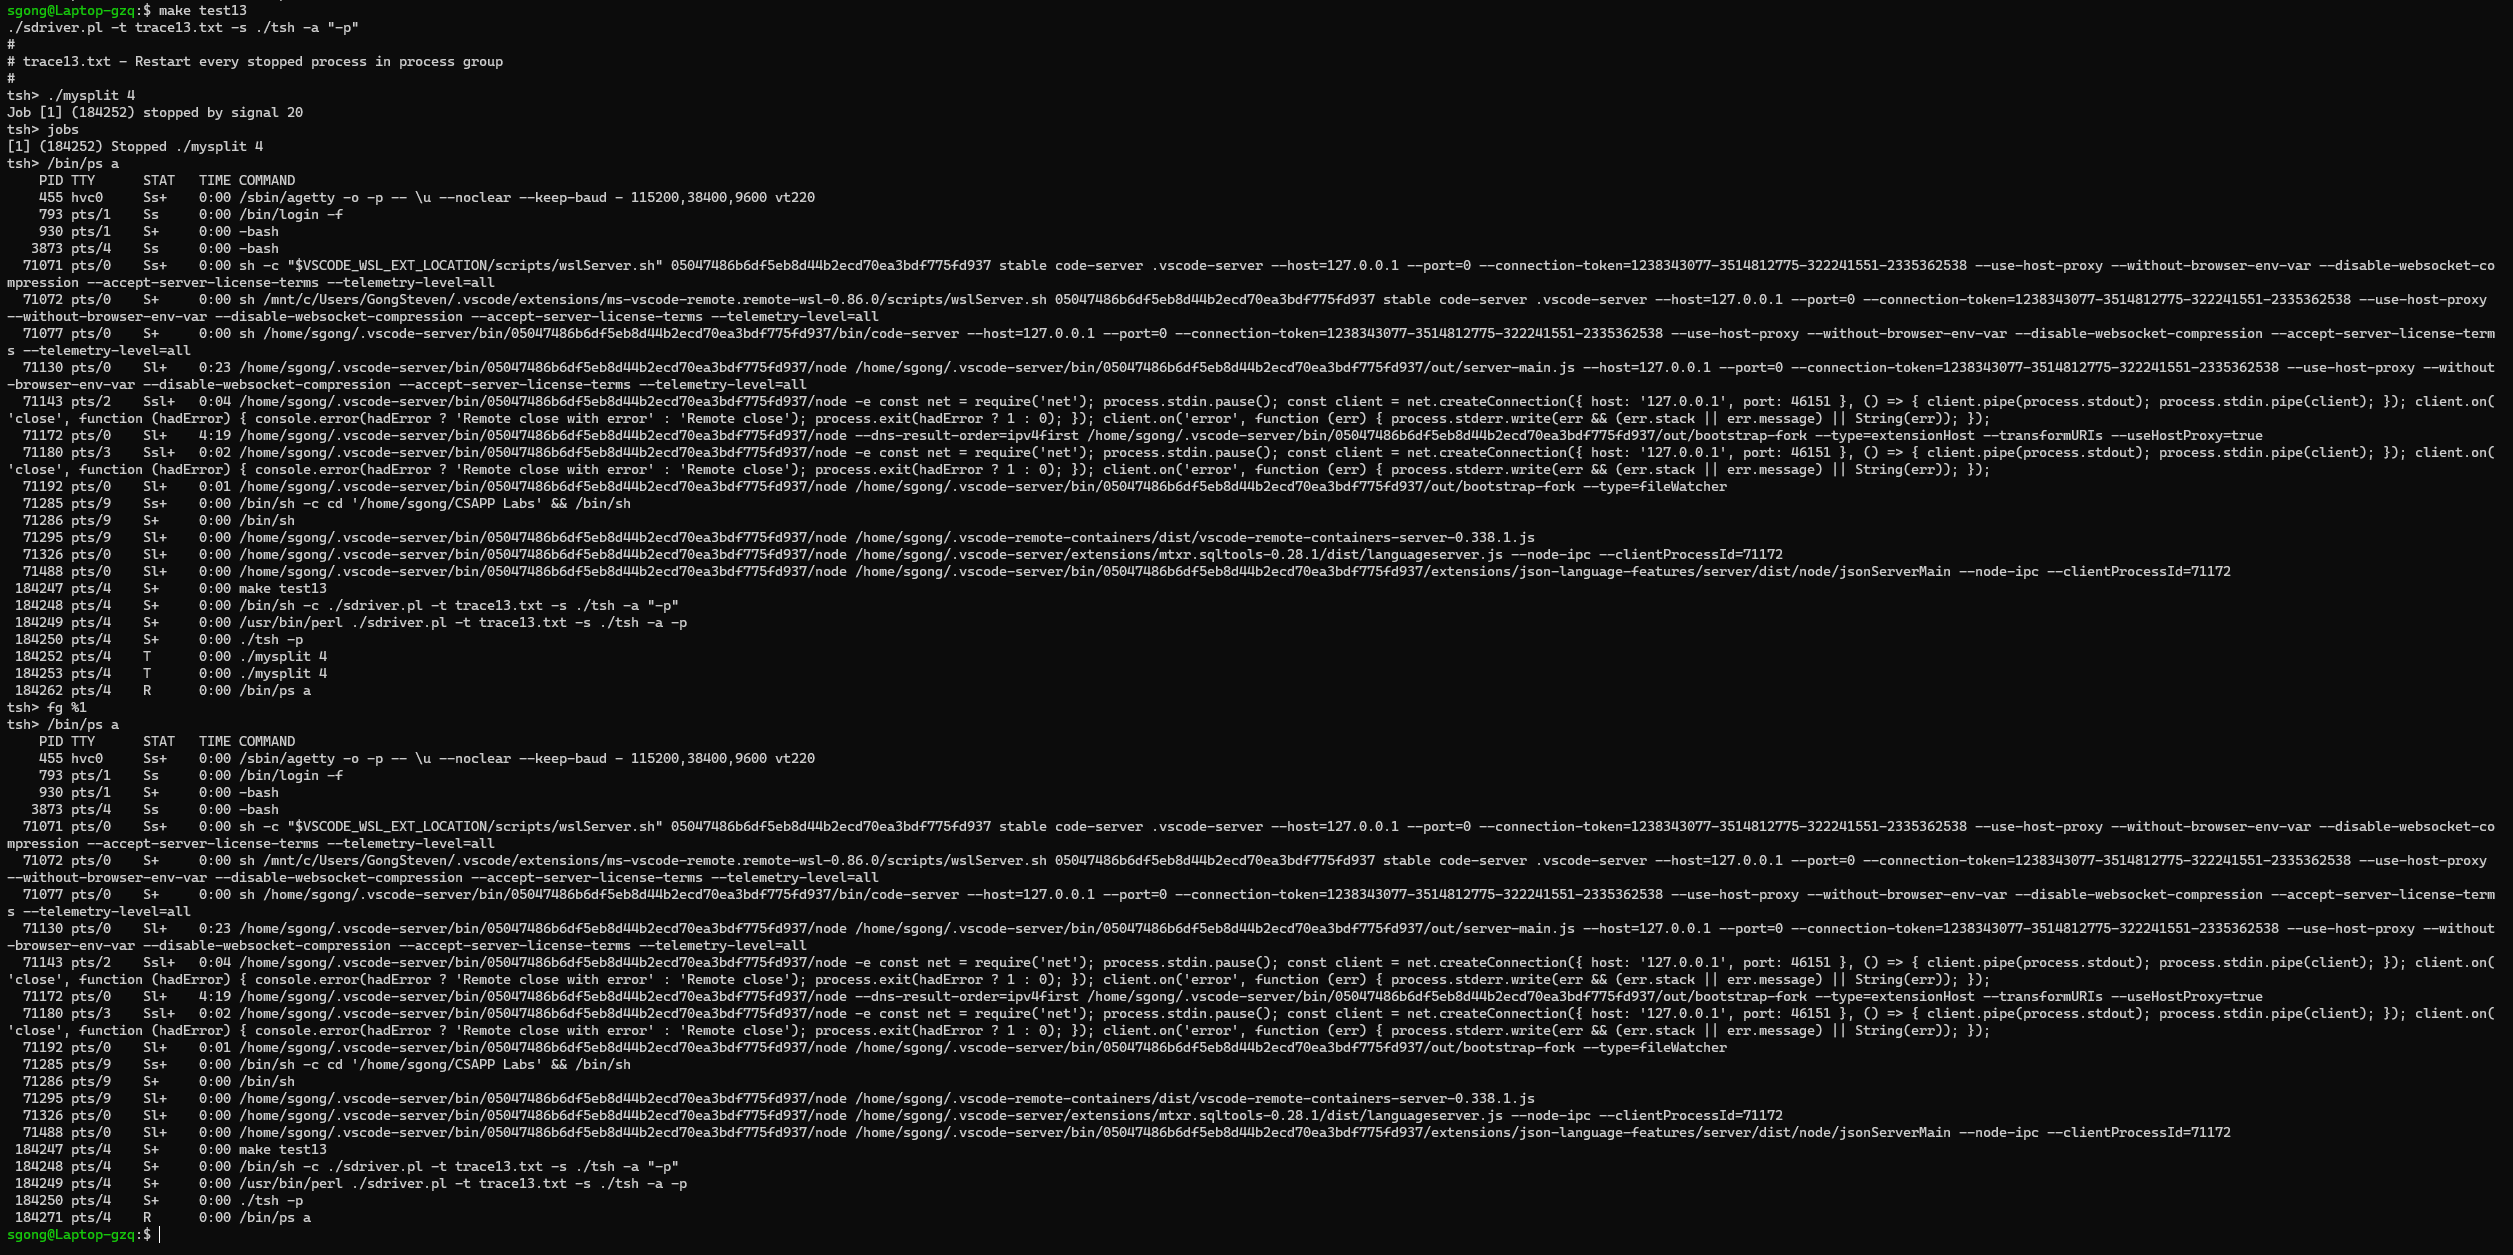 sgong@Laptop-gzq:$ make test13
./sdriver.pl -t trace13.txt -s ./tsh -a "-p"
#
# trace13.txt - Restart every stopped process in process group
#
tsh> ./mysplit 4
Job [1] (184252) stopped by signal 20
tsh> jobs
[1] (184252) Stopped ./mysplit 4
tsh> /bin/ps a
    PID TTY      STAT   TIME COMMAND
    455 hvc0     Ss+    0:00 /sbin/agetty -o -p -- \u --noclear --keep-baud - 115200,38400,9600 vt220
    793 pts/1    Ss     0:00 /bin/login -f
    930 pts/1    S+     0:00 -bash
   3873 pts/4    Ss     0:00 -bash
  71071 pts/0    Ss+    0:00 sh -c "$VSCODE_WSL_EXT_LOCATION/scripts/wslServer.sh" 05047486b6df5eb8d44b2ecd70ea3bdf775fd937 stable code-server .vscode-server --host=127.0.0.1 --port=0 --connection-token=1238343077-3514812775-322241551-2335362538 --use-host-proxy --without-browser-env-var --disable-websocket-co
mpression --accept-server-license-terms --telemetry-level=all
  71072 pts/0    S+     0:00 sh /mnt/c/Users/GongSteven/.vscode/extensions/ms-vscode-remote.remote-wsl-0.86.0/scripts/wslServer.sh 05047486b6df5eb8d44b2ecd70ea3bdf775fd937 stable code-server .vscode-server --host=127.0.0.1 --port=0 --connection-token=1238343077-3514812775-322241551-2335362538 --use-host-proxy
--without-browser-env-var --disable-websocket-compression --accept-server-license-terms --telemetry-level=all
  71077 pts/0    S+     0:00 sh /home/sgong/.vscode-server/bin/05047486b6df5eb8d44b2ecd70ea3bdf775fd937/bin/code-server --host=127.0.0.1 --port=0 --connection-token=1238343077-3514812775-322241551-2335362538 --use-host-proxy --without-browser-env-var --disable-websocket-compression --accept-server-license-term
s --telemetry-level=all
  71130 pts/0    Sl+    0:23 /home/sgong/.vscode-server/bin/05047486b6df5eb8d44b2ecd70ea3bdf775fd937/node /home/sgong/.vscode-server/bin/05047486b6df5eb8d44b2ecd70ea3bdf775fd937/out/server-main.js --host=127.0.0.1 --port=0 --connection-token=1238343077-3514812775-322241551-2335362538 --use-host-proxy --without
-browser-env-var --disable-websocket-compression --accept-server-license-terms --telemetry-level=all
  71143 pts/2    Ssl+   0:04 /home/sgong/.vscode-server/bin/05047486b6df5eb8d44b2ecd70ea3bdf775fd937/node -e const net = require('net'); process.stdin.pause(); const client = net.createConnection({ host: '127.0.0.1', port: 46151 }, () => { client.pipe(process.stdout); process.stdin.pipe(client); }); client.on(
'close', function (hadError) { console.error(hadError ? 'Remote close with error' : 'Remote close'); process.exit(hadError ? 1 : 0); }); client.on('error', function (err) { process.stderr.write(err && (err.stack || err.message) || String(err)); });
  71172 pts/0    Sl+    4:19 /home/sgong/.vscode-server/bin/05047486b6df5eb8d44b2ecd70ea3bdf775fd937/node --dns-result-order=ipv4first /home/sgong/.vscode-server/bin/05047486b6df5eb8d44b2ecd70ea3bdf775fd937/out/bootstrap-fork --type=extensionHost --transformURIs --useHostProxy=true
  71180 pts/3    Ssl+   0:02 /home/sgong/.vscode-server/bin/05047486b6df5eb8d44b2ecd70ea3bdf775fd937/node -e const net = require('net'); process.stdin.pause(); const client = net.createConnection({ host: '127.0.0.1', port: 46151 }, () => { client.pipe(process.stdout); process.stdin.pipe(client); }); client.on(
'close', function (hadError) { console.error(hadError ? 'Remote close with error' : 'Remote close'); process.exit(hadError ? 1 : 0); }); client.on('error', function (err) { process.stderr.write(err && (err.stack || err.message) || String(err)); });
  71192 pts/0    Sl+    0:01 /home/sgong/.vscode-server/bin/05047486b6df5eb8d44b2ecd70ea3bdf775fd937/node /home/sgong/.vscode-server/bin/05047486b6df5eb8d44b2ecd70ea3bdf775fd937/out/bootstrap-fork --type=fileWatcher
  71285 pts/9    Ss+    0:00 /bin/sh -c cd '/home/sgong/CSAPP Labs' && /bin/sh
  71286 pts/9    S+     0:00 /bin/sh
  71295 pts/9    Sl+    0:00 /home/sgong/.vscode-server/bin/05047486b6df5eb8d44b2ecd70ea3bdf775fd937/node /home/sgong/.vscode-remote-containers/dist/vscode-remote-containers-server-0.338.1.js
  71326 pts/0    Sl+    0:00 /home/sgong/.vscode-server/bin/05047486b6df5eb8d44b2ecd70ea3bdf775fd937/node /home/sgong/.vscode-server/extensions/mtxr.sqltools-0.28.1/dist/languageserver.js --node-ipc --clientProcessId=71172
  71488 pts/0    Sl+    0:00 /home/sgong/.vscode-server/bin/05047486b6df5eb8d44b2ecd70ea3bdf775fd937/node /home/sgong/.vscode-server/bin/05047486b6df5eb8d44b2ecd70ea3bdf775fd937/extensions/json-language-features/server/dist/node/jsonServerMain --node-ipc --clientProcessId=71172
 184247 pts/4    S+     0:00 make test13
 184248 pts/4    S+     0:00 /bin/sh -c ./sdriver.pl -t trace13.txt -s ./tsh -a "-p"
 184249 pts/4    S+     0:00 /usr/bin/perl ./sdriver.pl -t trace13.txt -s ./tsh -a -p
 184250 pts/4    S+     0:00 ./tsh -p
 184252 pts/4    T      0:00 ./mysplit 4
 184253 pts/4    T      0:00 ./mysplit 4
 184262 pts/4    R      0:00 /bin/ps a
tsh> fg %1
tsh> /bin/ps a
    PID TTY      STAT   TIME COMMAND
    455 hvc0     Ss+    0:00 /sbin/agetty -o -p -- \u --noclear --keep-baud - 115200,38400,9600 vt220
    793 pts/1    Ss     0:00 /bin/login -f
    930 pts/1    S+     0:00 -bash
   3873 pts/4    Ss     0:00 -bash
  71071 pts/0    Ss+    0:00 sh -c "$VSCODE_WSL_EXT_LOCATION/scripts/wslServer.sh" 05047486b6df5eb8d44b2ecd70ea3bdf775fd937 stable code-server .vscode-server --host=127.0.0.1 --port=0 --connection-token=1238343077-3514812775-322241551-2335362538 --use-host-proxy --without-browser-env-var --disable-websocket-co
mpression --accept-server-license-terms --telemetry-level=all
  71072 pts/0    S+     0:00 sh /mnt/c/Users/GongSteven/.vscode/extensions/ms-vscode-remote.remote-wsl-0.86.0/scripts/wslServer.sh 05047486b6df5eb8d44b2ecd70ea3bdf775fd937 stable code-server .vscode-server --host=127.0.0.1 --port=0 --connection-token=1238343077-3514812775-322241551-2335362538 --use-host-proxy
--without-browser-env-var --disable-websocket-compression --accept-server-license-terms --telemetry-level=all
  71077 pts/0    S+     0:00 sh /home/sgong/.vscode-server/bin/05047486b6df5eb8d44b2ecd70ea3bdf775fd937/bin/code-server --host=127.0.0.1 --port=0 --connection-token=1238343077-3514812775-322241551-2335362538 --use-host-proxy --without-browser-env-var --disable-websocket-compression --accept-server-license-term
s --telemetry-level=all
  71130 pts/0    Sl+    0:23 /home/sgong/.vscode-server/bin/05047486b6df5eb8d44b2ecd70ea3bdf775fd937/node /home/sgong/.vscode-server/bin/05047486b6df5eb8d44b2ecd70ea3bdf775fd937/out/server-main.js --host=127.0.0.1 --port=0 --connection-token=1238343077-3514812775-322241551-2335362538 --use-host-proxy --without
-browser-env-var --disable-websocket-compression --accept-server-license-terms --telemetry-level=all
  71143 pts/2    Ssl+   0:04 /home/sgong/.vscode-server/bin/05047486b6df5eb8d44b2ecd70ea3bdf775fd937/node -e const net = require('net'); process.stdin.pause(); const client = net.createConnection({ host: '127.0.0.1', port: 46151 }, () => { client.pipe(process.stdout); process.stdin.pipe(client); }); client.on(
'close', function (hadError) { console.error(hadError ? 'Remote close with error' : 'Remote close'); process.exit(hadError ? 1 : 0); }); client.on('error', function (err) { process.stderr.write(err && (err.stack || err.message) || String(err)); });
  71172 pts/0    Sl+    4:19 /home/sgong/.vscode-server/bin/05047486b6df5eb8d44b2ecd70ea3bdf775fd937/node --dns-result-order=ipv4first /home/sgong/.vscode-server/bin/05047486b6df5eb8d44b2ecd70ea3bdf775fd937/out/bootstrap-fork --type=extensionHost --transformURIs --useHostProxy=true
  71180 pts/3    Ssl+   0:02 /home/sgong/.vscode-server/bin/05047486b6df5eb8d44b2ecd70ea3bdf775fd937/node -e const net = require('net'); process.stdin.pause(); const client = net.createConnection({ host: '127.0.0.1', port: 46151 }, () => { client.pipe(process.stdout); process.stdin.pipe(client); }); client.on(
'close', function (hadError) { console.error(hadError ? 'Remote close with error' : 'Remote close'); process.exit(hadError ? 1 : 0); }); client.on('error', function (err) { process.stderr.write(err && (err.stack || err.message) || String(err)); });
  71192 pts/0    Sl+    0:01 /home/sgong/.vscode-server/bin/05047486b6df5eb8d44b2ecd70ea3bdf775fd937/node /home/sgong/.vscode-server/bin/05047486b6df5eb8d44b2ecd70ea3bdf775fd937/out/bootstrap-fork --type=fileWatcher
  71285 pts/9    Ss+    0:00 /bin/sh -c cd '/home/sgong/CSAPP Labs' && /bin/sh
  71286 pts/9    S+     0:00 /bin/sh
  71295 pts/9    Sl+    0:00 /home/sgong/.vscode-server/bin/05047486b6df5eb8d44b2ecd70ea3bdf775fd937/node /home/sgong/.vscode-remote-containers/dist/vscode-remote-containers-server-0.338.1.js
  71326 pts/0    Sl+    0:00 /home/sgong/.vscode-server/bin/05047486b6df5eb8d44b2ecd70ea3bdf775fd937/node /home/sgong/.vscode-server/extensions/mtxr.sqltools-0.28.1/dist/languageserver.js --node-ipc --clientProcessId=71172
  71488 pts/0    Sl+    0:00 /home/sgong/.vscode-server/bin/05047486b6df5eb8d44b2ecd70ea3bdf775fd937/node /home/sgong/.vscode-server/bin/05047486b6df5eb8d44b2ecd70ea3bdf775fd937/extensions/json-language-features/server/dist/node/jsonServerMain --node-ipc --clientProcessId=71172
 184247 pts/4    S+     0:00 make test13
 184248 pts/4    S+     0:00 /bin/sh -c ./sdriver.pl -t trace13.txt -s ./tsh -a "-p"
 184249 pts/4    S+     0:00 /usr/bin/perl ./sdriver.pl -t trace13.txt -s ./tsh -a -p
 184250 pts/4    S+     0:00 ./tsh -p
 184271 pts/4    R      0:00 /bin/ps a
sgong@Laptop-gzq:$